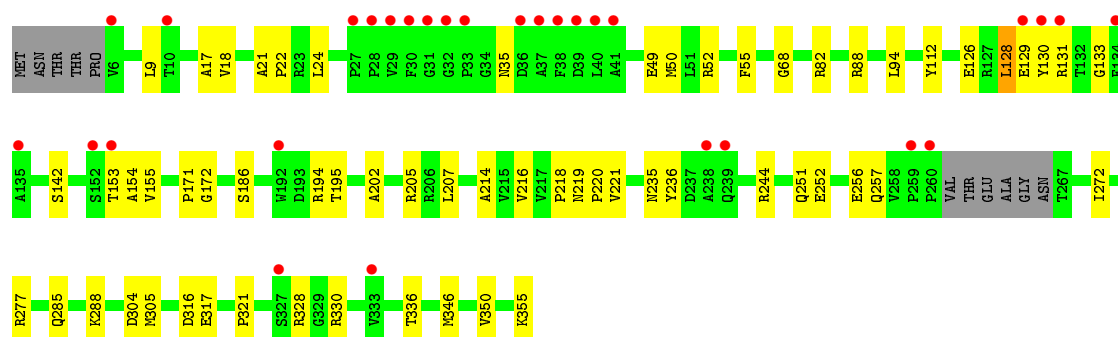 MET ASN THR THR PRO V6 L9 T10 A17 V18 A21 P22 R23 L24 P27 P28 V29 F30 G31 G32 P33 G34 N35 D36 A37 F38 D39 L40 A41 E49 M50 L51 R52 F55 G68 R82 R88 L94 Y112 E126 R127 L128 E129 Y130 R131 T132 G133 E134
A135 S142 S152 T153 A154 V155 P171 G172 S186 W192 D193 R194 T195 A202 R205 R206 L207 A214 V215 V216 V217 P218 N219 P220 V221 N235 Y236 D237 A238 Q239 R244 Q251 E252 E256 Q257 V258 P259 P260 VAL THR GLU ALA GLY ASN T267 I272
R277 Q285 K288 D304 M305 D316 E317 P321 S327 R328 G329 R330 V333 T336 M346 V350 K355